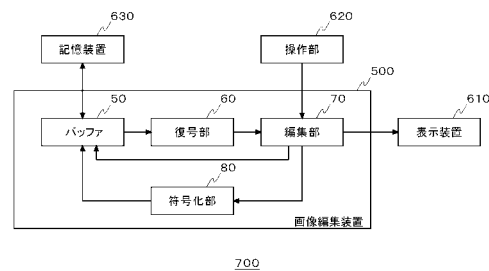 630
620
記憶装置
操作部
500
50
60
70
610
バッファ
復号部
編集部
表示装置
80
符号化部
画像編集装置
700